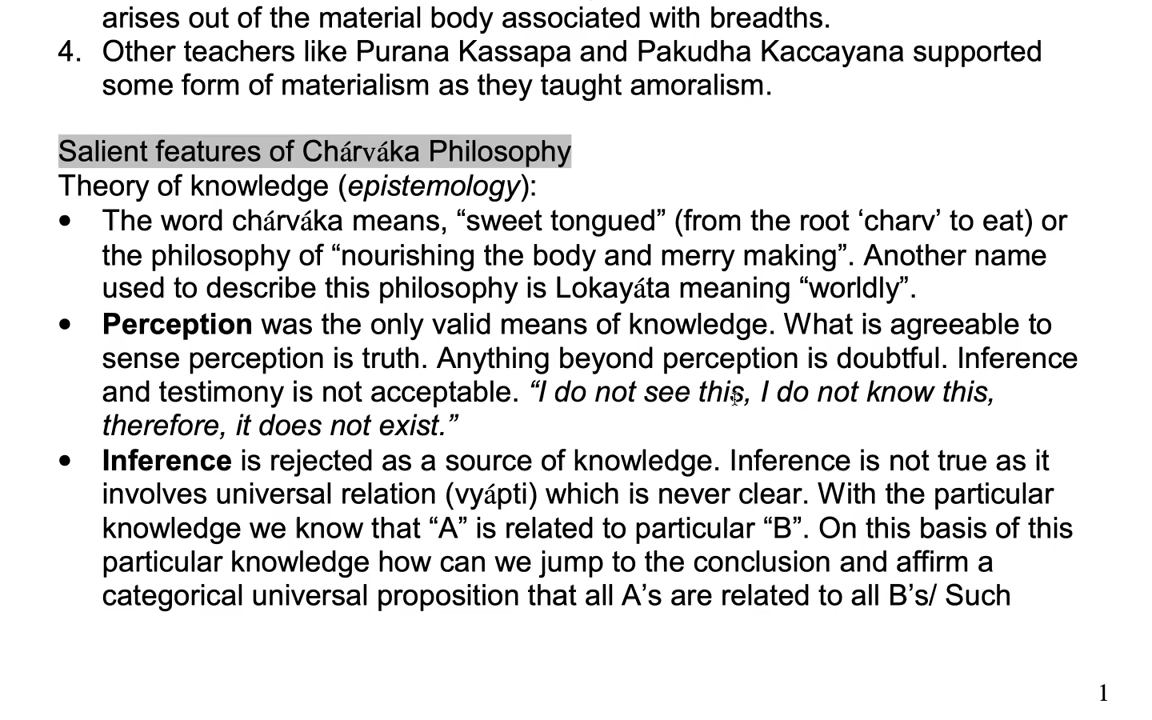 arises out of the material body associated with breadths.
4. Other teachers like Purana Kassapa and Pakudha Kaccayana supported
some form of materialism as they taught amoralism.
Salient features of Chárváka Philosophy
Theory of knowledge (epistemology):
• The word chárváka means, “sweet tongued” (from the root ‘charv’ to eat) or
the philosophy of “nourishing the body and merry making”. Another name
used to describe this philosophy is Lokayáta meaning “worldly”.
• Perception was the only valid means of knowledge. What is agreeable to
sense perception is truth. Anything beyond perception is doubtful. Inference
and testimony is not acceptable. “I do not see this, I do not know this,
therefore, it does not exist.”
• Inference is rejected as a source of knowledge. Inference is not true as it
involves universal relation (vyápti) which is never clear. With the particular
knowledge we know that “A” is related to particular “B”. On this basis of this
particular knowledge how can we jump to the conclusion and affirm a
categorical universal proposition that all A’s are related to all B’s/ Such
1